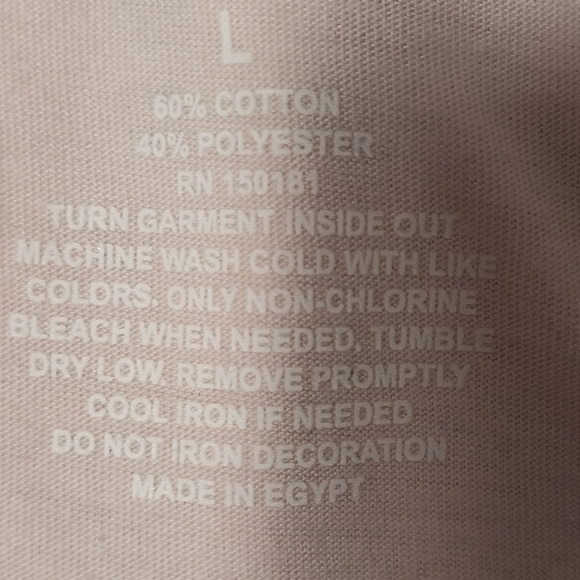 L
60% COTTON
40% POLYESTER
RN 150181
TURN GARMENT INSIDE OUT
MACHINE WASH COLD WITH LIKE
COLORS. ONLY NON-CHLORINE
BLEACH WHEN NEEDED. TUMBLE
DRY LOW. REMOVE PROMPTLY
COOL IRON IF NEEDED
DO NOT IRON DECORATION
MADE IN EGYPT